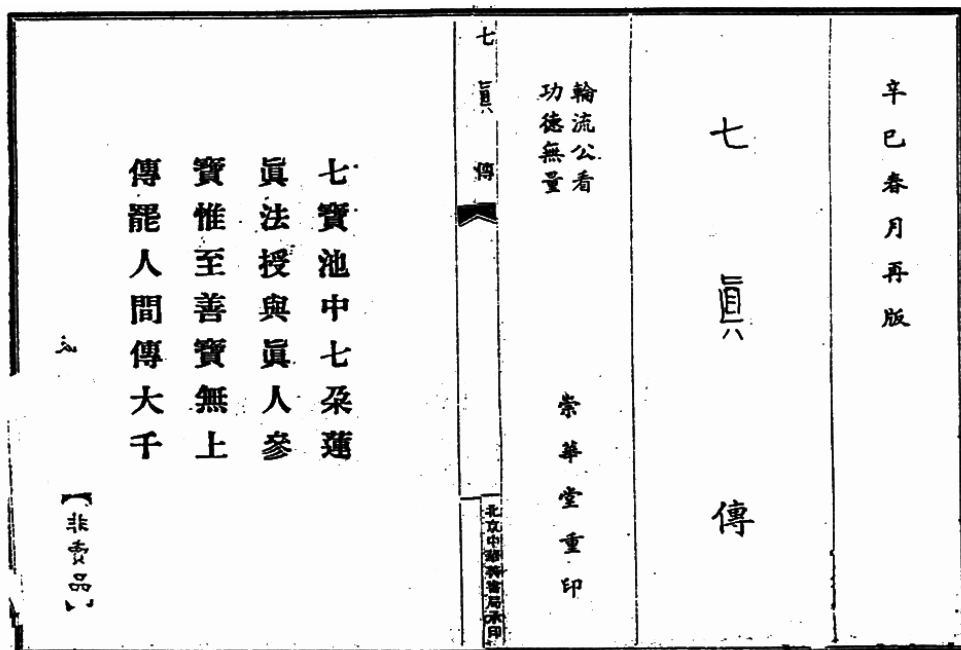 辛巳春月再版
七眞傳
輪流公看
功德無量
崇華堂重印
七眞傳
北京中華印書局承印
七寶池中七朶蓮
眞法授與眞人參
寶惟至善寶無上
傳罷人間傳大千
【非賣品】